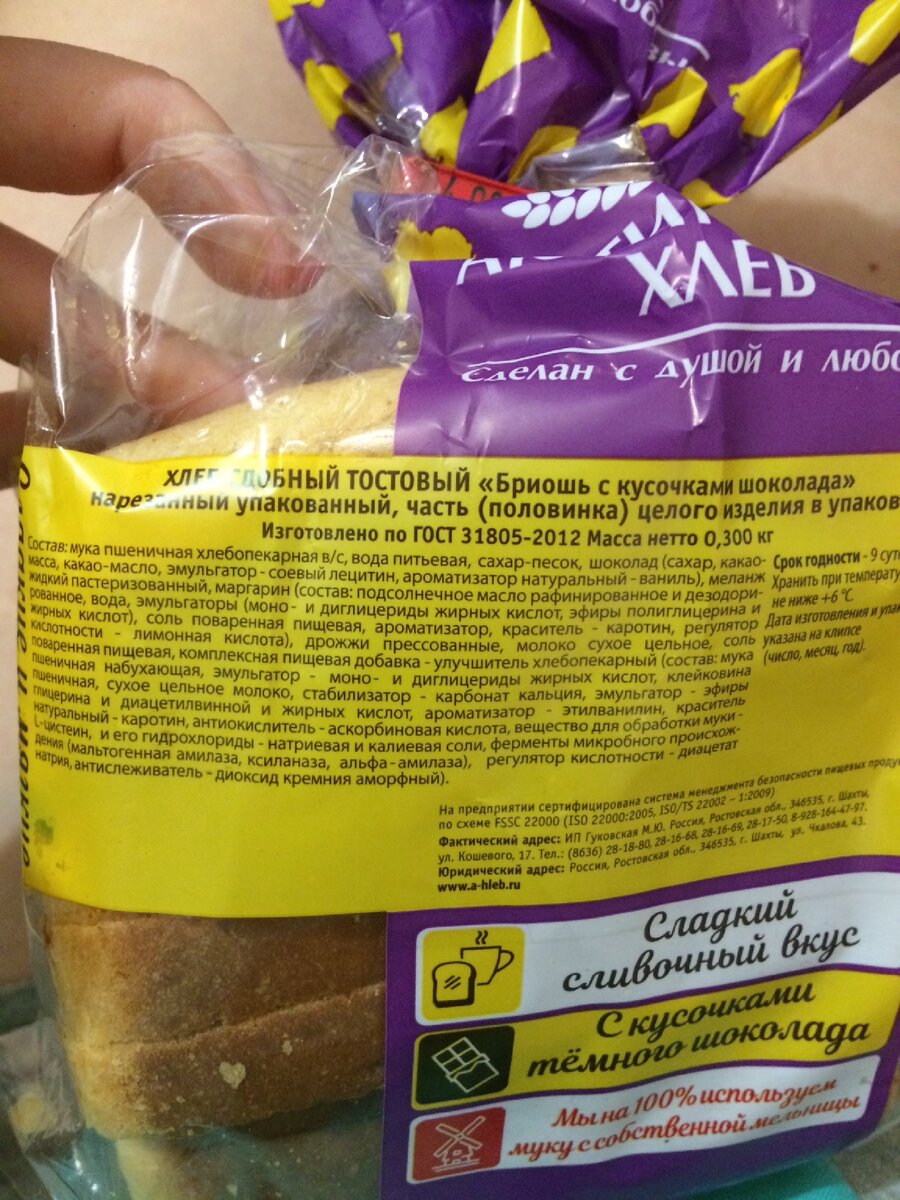 ХЛЕБ
Сделан с душой и любо
ХЛЕБ СДОБНЫЙ ТОСТОВЫЙ «Бриошь с кусочками шоколада»
нарезанный упакованный, часть (половинка) целого изделия в упаков
Изготовлено по ГОСТ 31805-2012 Масса нетто 0,300 кг
Состав: мука пшеничная хлебопекарная в/с, вода питьевая, сахар-песок, шоколад (сахар, какао-
масса, какао-масло, эмульгатор - соевый лецитин, ароматизатор натуральный - ваниль), меланж
жидкий пастеризованный, маргарин (состав: подсолнечное масло рафинированное и дезодори-
рованное, вода, эмульгаторы (моно - и диглицериды жирных кислот, эфиры полиглицерина и
жирных кислот), соль поваренная пищевая, ароматизатор, краситель - каротин, регулятор
кислотности - лимонная кислота), дрожжи прессованные, молоко сухое цельное, соль
поваренная пищевая, комплексная пищевая добавка - улучшитель хлебопекарный (состав: мука
пшеничная набухающая, эмульгатор - моно- и диглицериды жирных кислот, клейковина
пшеничная, сухое цельное молоко, стабилизатор - карбонат кальция, эмульгатор - эфиры
глицерина и диацетилвинной и жирных кислот, ароматизатор - этилванилин, краситель
натуральный - каротин, антиокислитель - аскорбиновая кислота, вещество для обработки муки -
L-цистеин, и его гидрохлориды - натриевая и калиевая соли, ферменты микробного происхож-
дения (мальтогенная амилаза, ксиланаза, альфа-амилаза), регулятор кислотности - диацетат
натрия, антислеживатель - диоксид кремния аморфный).
Срок годности - 9 суто
Хранить при температу
не ниже +6 °С.
Дата изготовления и упак
указана на клипсе
(число, месяц, год).
На предприятии сертифицирована система менеджмента безопасности пищевых проду
по схеме FSSC 22000 (ISO 22000:2005, ISO/TS 22002 – 1:2009)
Фактический адрес: ИП Гуковская М.Ю. Россия, Ростовская обл., 346535, г. Шахты,
ул. Кошевого, 17. Тел.: (8636) 28-18-80, 28-16-68, 28-16-69, 28-17-50, 8-928-164-47-97.
Юридический адрес: Россия, Ростовская обл., 346535, г. Шахты, ул. Чкалова, 43.
www.a-hleb.ru
Сладкий
сливочный вкус
С кусочками
тёмного шоколада
Мы на 100% используем
муку с собственной мельницы